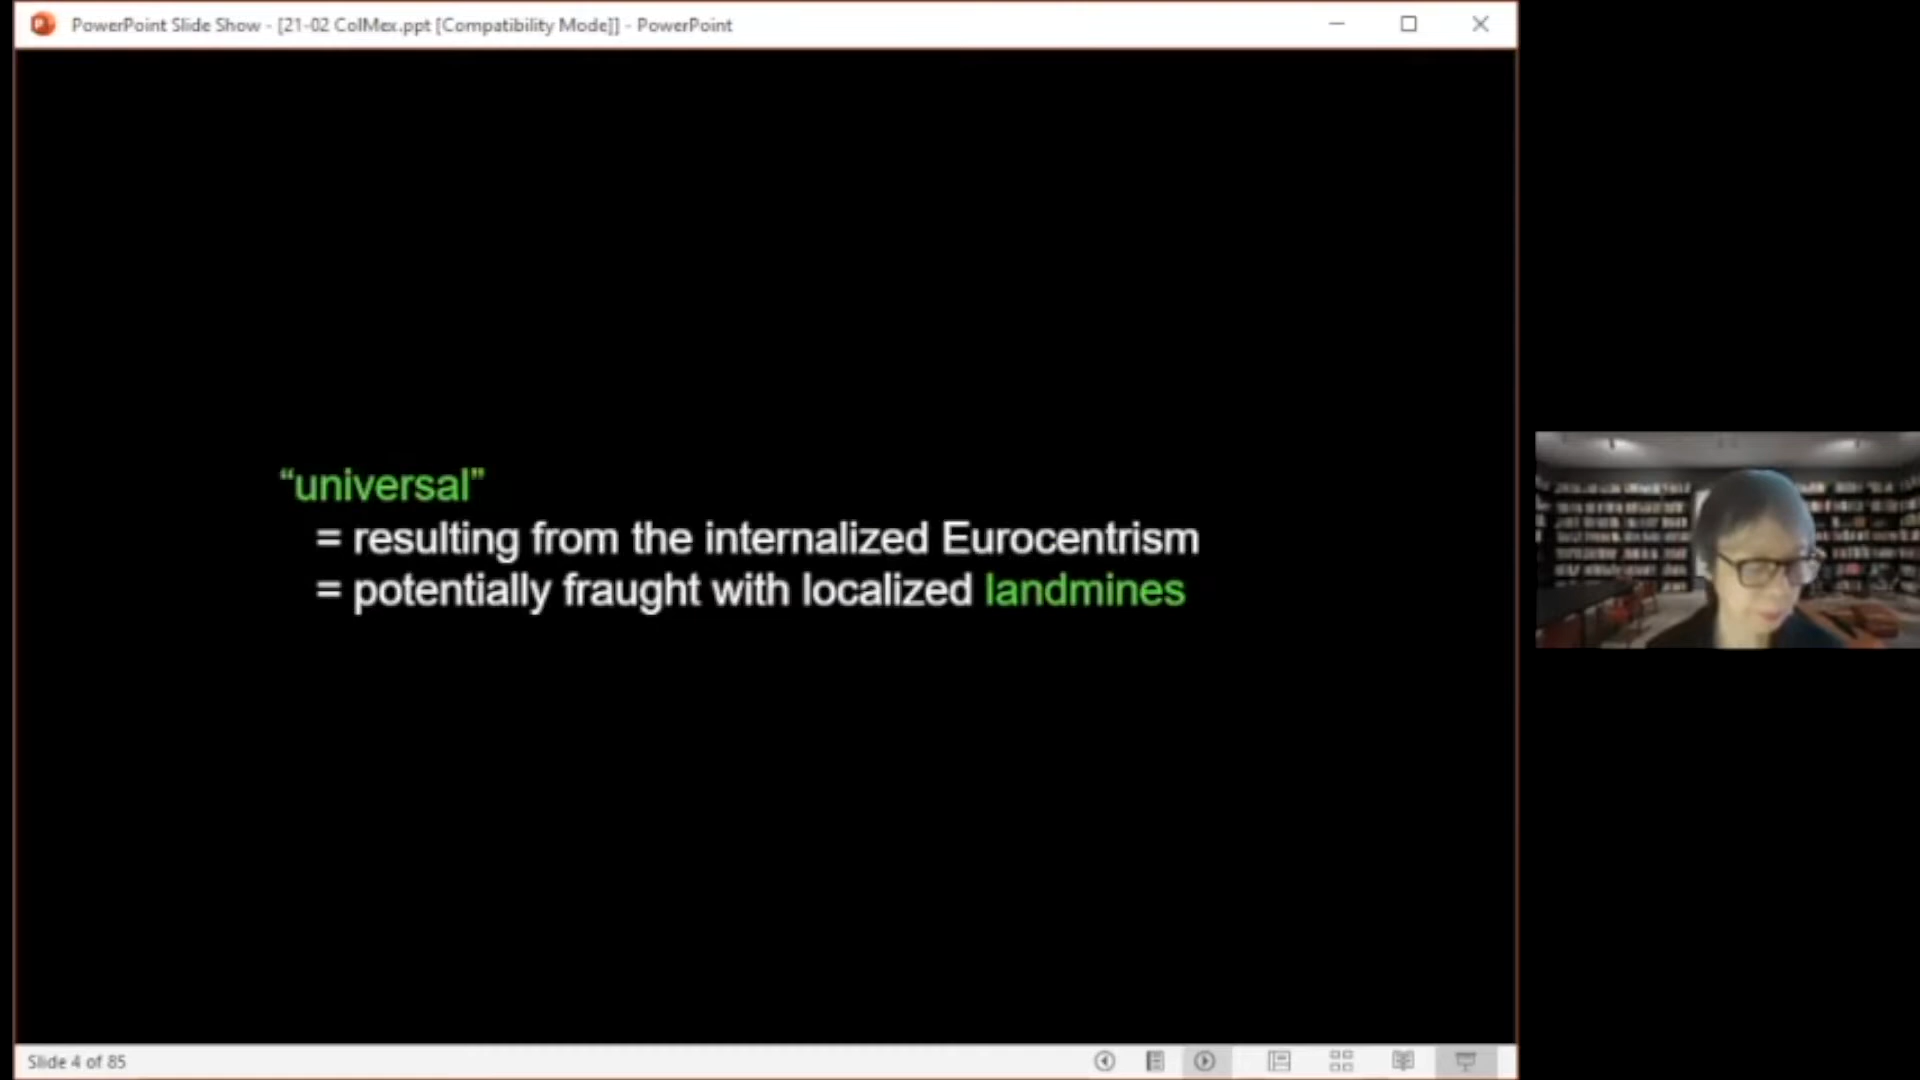 PowerPoint Slide Show - [21-02 ColMex.ppt [Compatibility Mode]] - PowerPoint
“universal”
= resulting from the internalized Eurocentrism
= potentially fraught with localized landmines
Slide 4 of 85